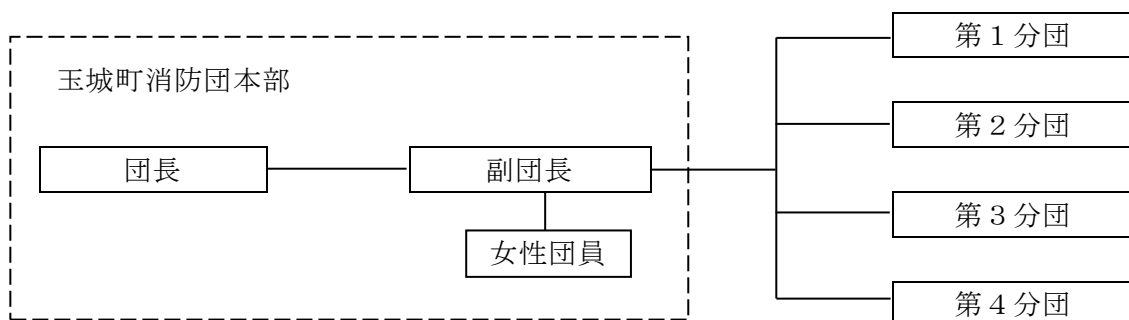 玉城町消防団本部
団長
副団長
女性団員
第１分団
第２分団
第３分団
第４分団